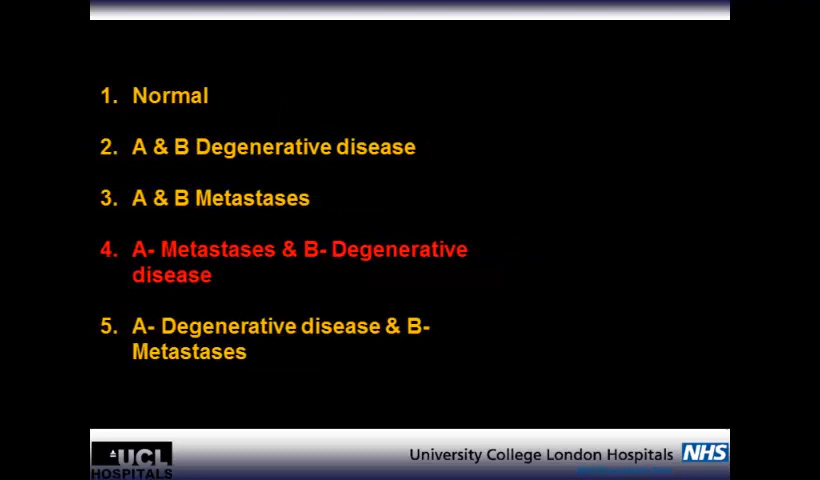 1. Normal
2. A & B Degenerative disease
3. A & B Metastases
4. A- Metastases & B- Degenerative
disease
5. A- Degenerative disease & B-
Metastases
UCL
HOSPITALS
University College London Hospitals NHS